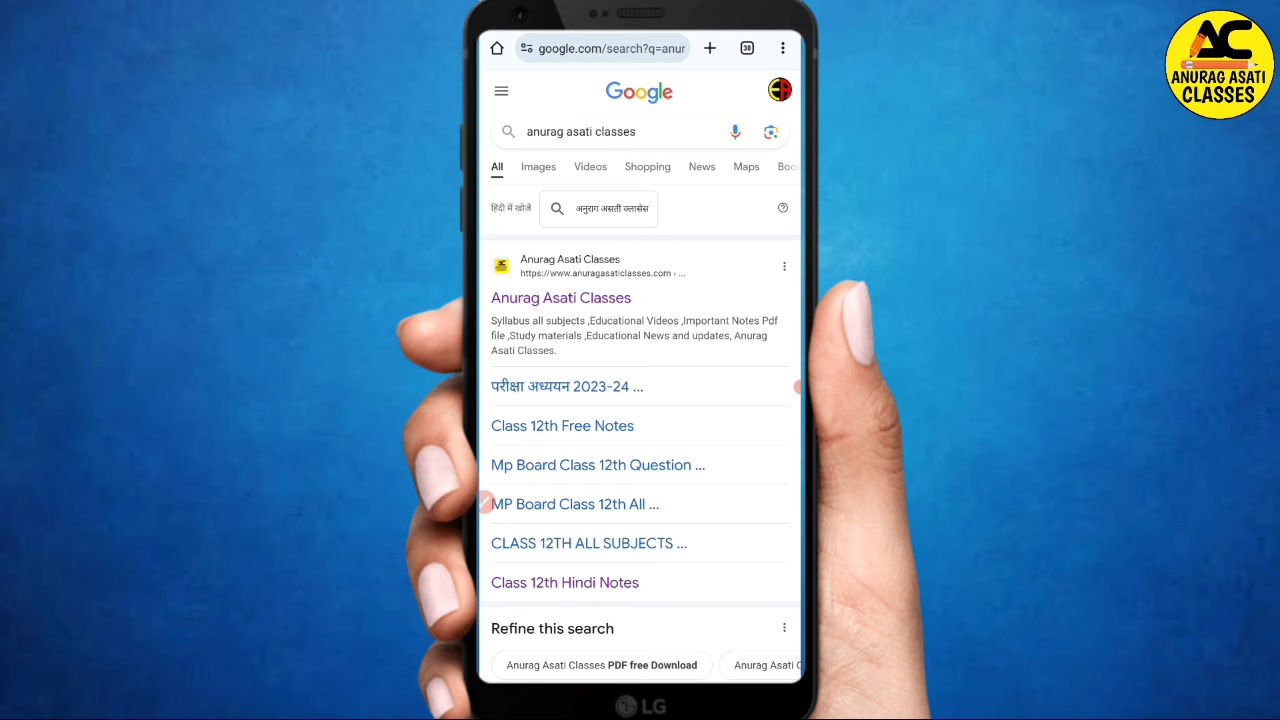 google.com/search?q=anur
30
Google
anurag asati classes
All Images Videos Shopping News Maps
हिंदी में खोजें अनुराग असती क्लासेस
Anurag Asati Classes
https://www.anuragasaticlasses.com › ...
Anurag Asati Classes
Syllabus all subjects ,Educational Videos ,Important Notes Pdf
file ,Study materials ,Educational News and updates, Anurag
Asati Classes.
परीक्षा अध्ययन 2023-24 ...
Class 12th Free Notes
Mp Board Class 12th Question ...
MP Board Class 12th All ...
CLASS 12TH ALL SUBJECTS ...
Class 12th Hindi Notes
Refine this search
Anurag Asati Classes PDF free Download Anurag Asati
LG
AC
ANURAG ASATI
CLASSES